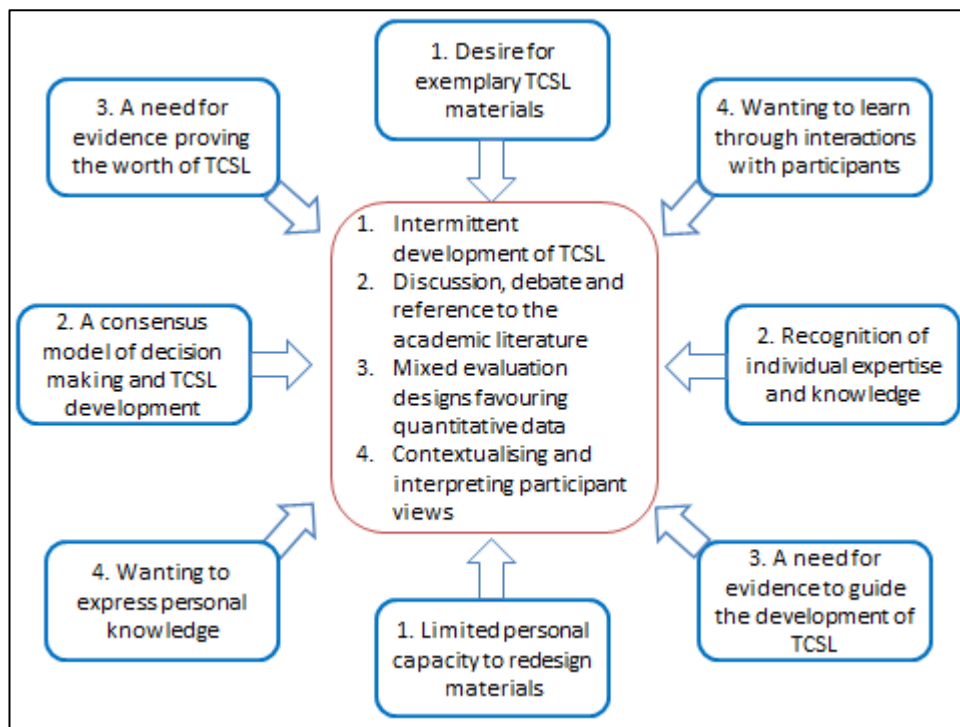 1. Desire for
exemplary TCSL
materials
3. A need for
evidence proving
the worth of TCSL
4. Wanting to learn
through interactions
with participants
1. Intermittent
development of TCSL
2. Discussion, debate and
reference to the
academic literature
3. Mixed evaluation
designs favouring
quantitative data
4. Contextualising and
interpreting participant
views
2. A consensus
model of decision
making and TCSL
development
2. Recognition of
individual expertise
and knowledge
4. Wanting to
express personal
knowledge
1. Limited personal
capacity to redesign
materials
3. A need for
evidence to guide
the development of
TCSL